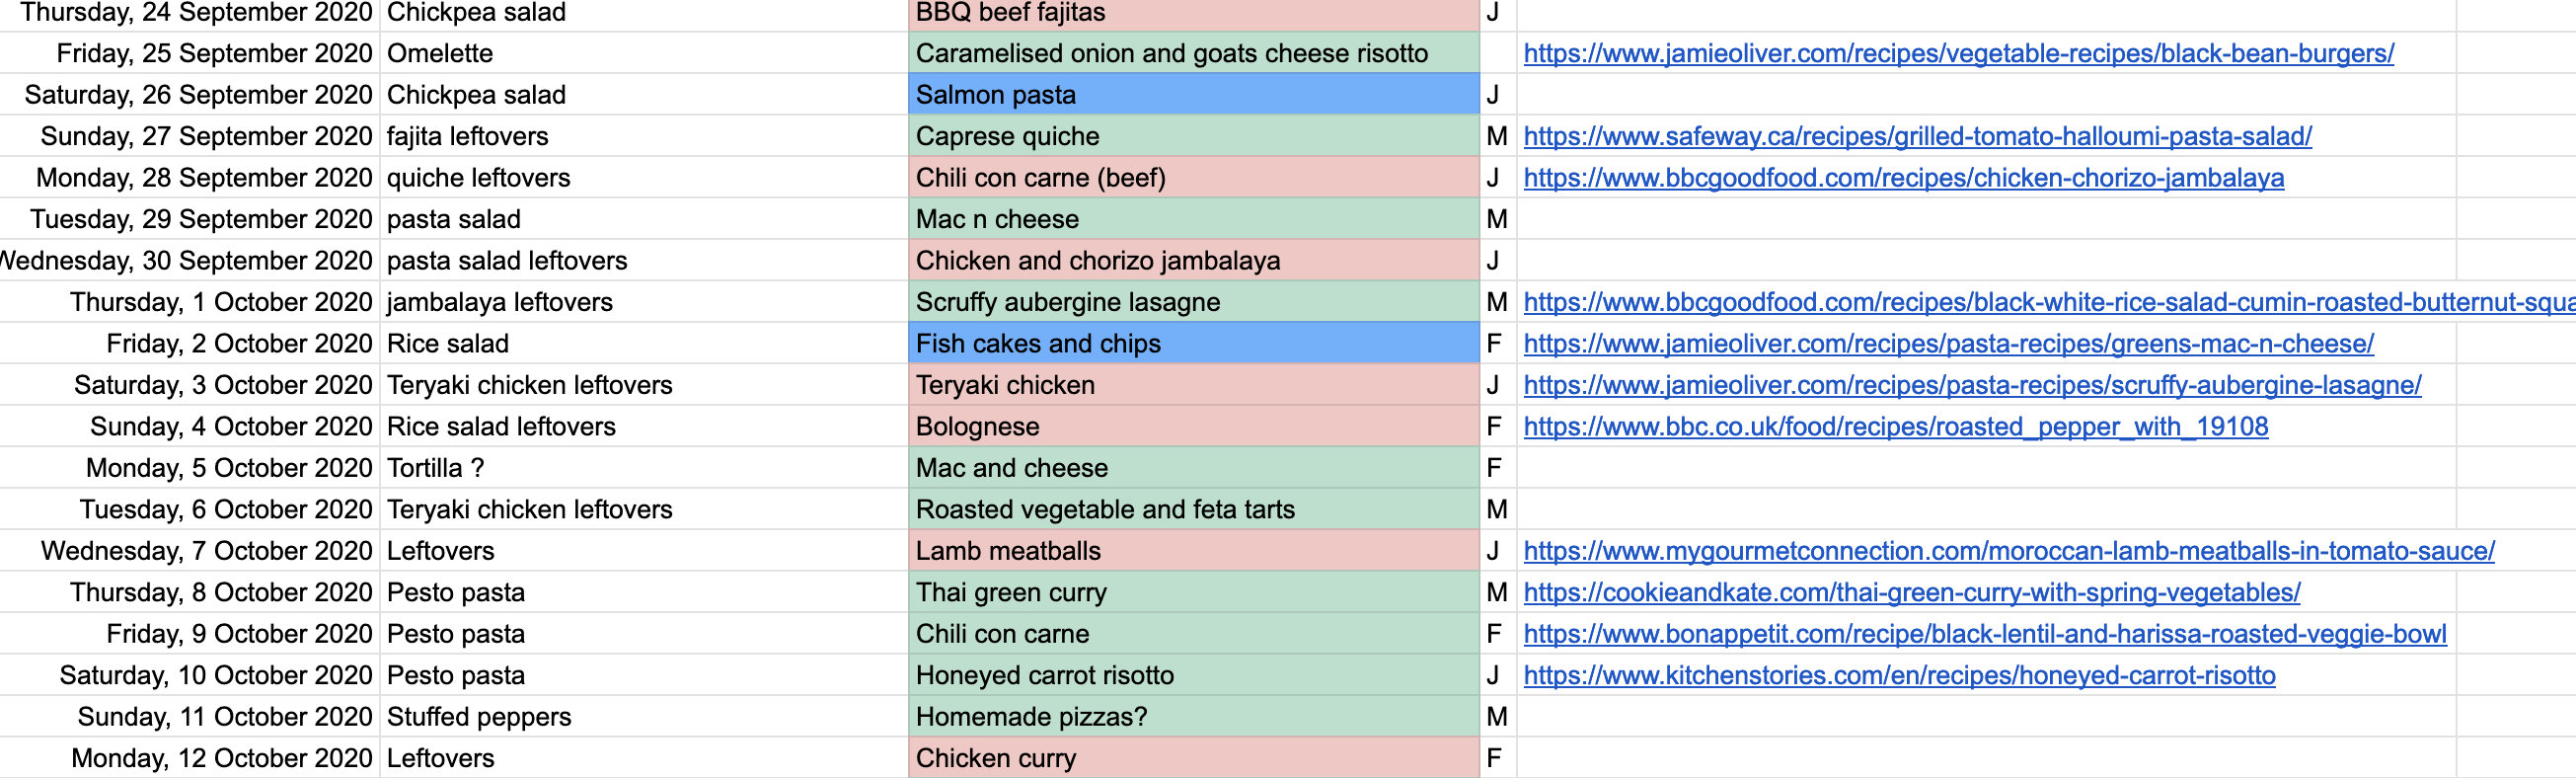 Thursday, 24 September 2020 Chickpea salad BBQ beef fajitas J
Friday, 25 September 2020 Omelette Caramelised onion and goats cheese risotto https://www.jamieoliver.com/recipes/vegetable-recipes/black-bean-burgers/
Saturday, 26 September 2020 Chickpea salad Salmon pasta J
Sunday, 27 September 2020 fajita leftovers Caprese quiche M https://www.safeway.ca/recipes/grilled-tomato-halloumi-pasta-salad/
Monday, 28 September 2020 quiche leftovers Chili con carne (beef) J https://www.bbcgoodfood.com/recipes/chicken-chorizo-jambalaya
Tuesday, 29 September 2020 pasta salad Mac n cheese M
Wednesday, 30 September 2020 pasta salad leftovers Chicken and chorizo jambalaya J
Thursday, 1 October 2020 jambalaya leftovers Scruffy aubergine lasagne M https://www.bbcgoodfood.com/recipes/black-white-rice-salad-cumin-roasted-butternut-squa
Friday, 2 October 2020 Rice salad Fish cakes and chips F https://www.jamieoliver.com/recipes/pasta-recipes/greens-mac-n-cheese/
Saturday, 3 October 2020 Teryaki chicken leftovers Teryaki chicken J https://www.jamieoliver.com/recipes/pasta-recipes/scruffy-aubergine-lasagne/
Sunday, 4 October 2020 Rice salad leftovers Bolognese F https://www.bbc.co.uk/food/recipes/roasted_pepper_with_19108
Monday, 5 October 2020 Tortilla ? Mac and cheese F
Tuesday, 6 October 2020 Teryaki chicken leftovers Roasted vegetable and feta tarts M
Wednesday, 7 October 2020 Leftovers Lamb meatballs J https://www.mygourmetconnection.com/moroccan-lamb-meatballs-in-tomato-sauce/
Thursday, 8 October 2020 Pesto pasta Thai green curry M https://cookieandkate.com/thai-green-curry-with-spring-vegetables/
Friday, 9 October 2020 Pesto pasta Chili con carne F https://www.bonappetit.com/recipe/black-lentil-and-harissa-roasted-veggie-bowl
Saturday, 10 October 2020 Pesto pasta Honeyed carrot risotto J https://www.kitchenstories.com/en/recipes/honeyed-carrot-risotto
Sunday, 11 October 2020 Stuffed peppers Homemade pizzas? M
Monday, 12 October 2020 Leftovers Chicken curry F